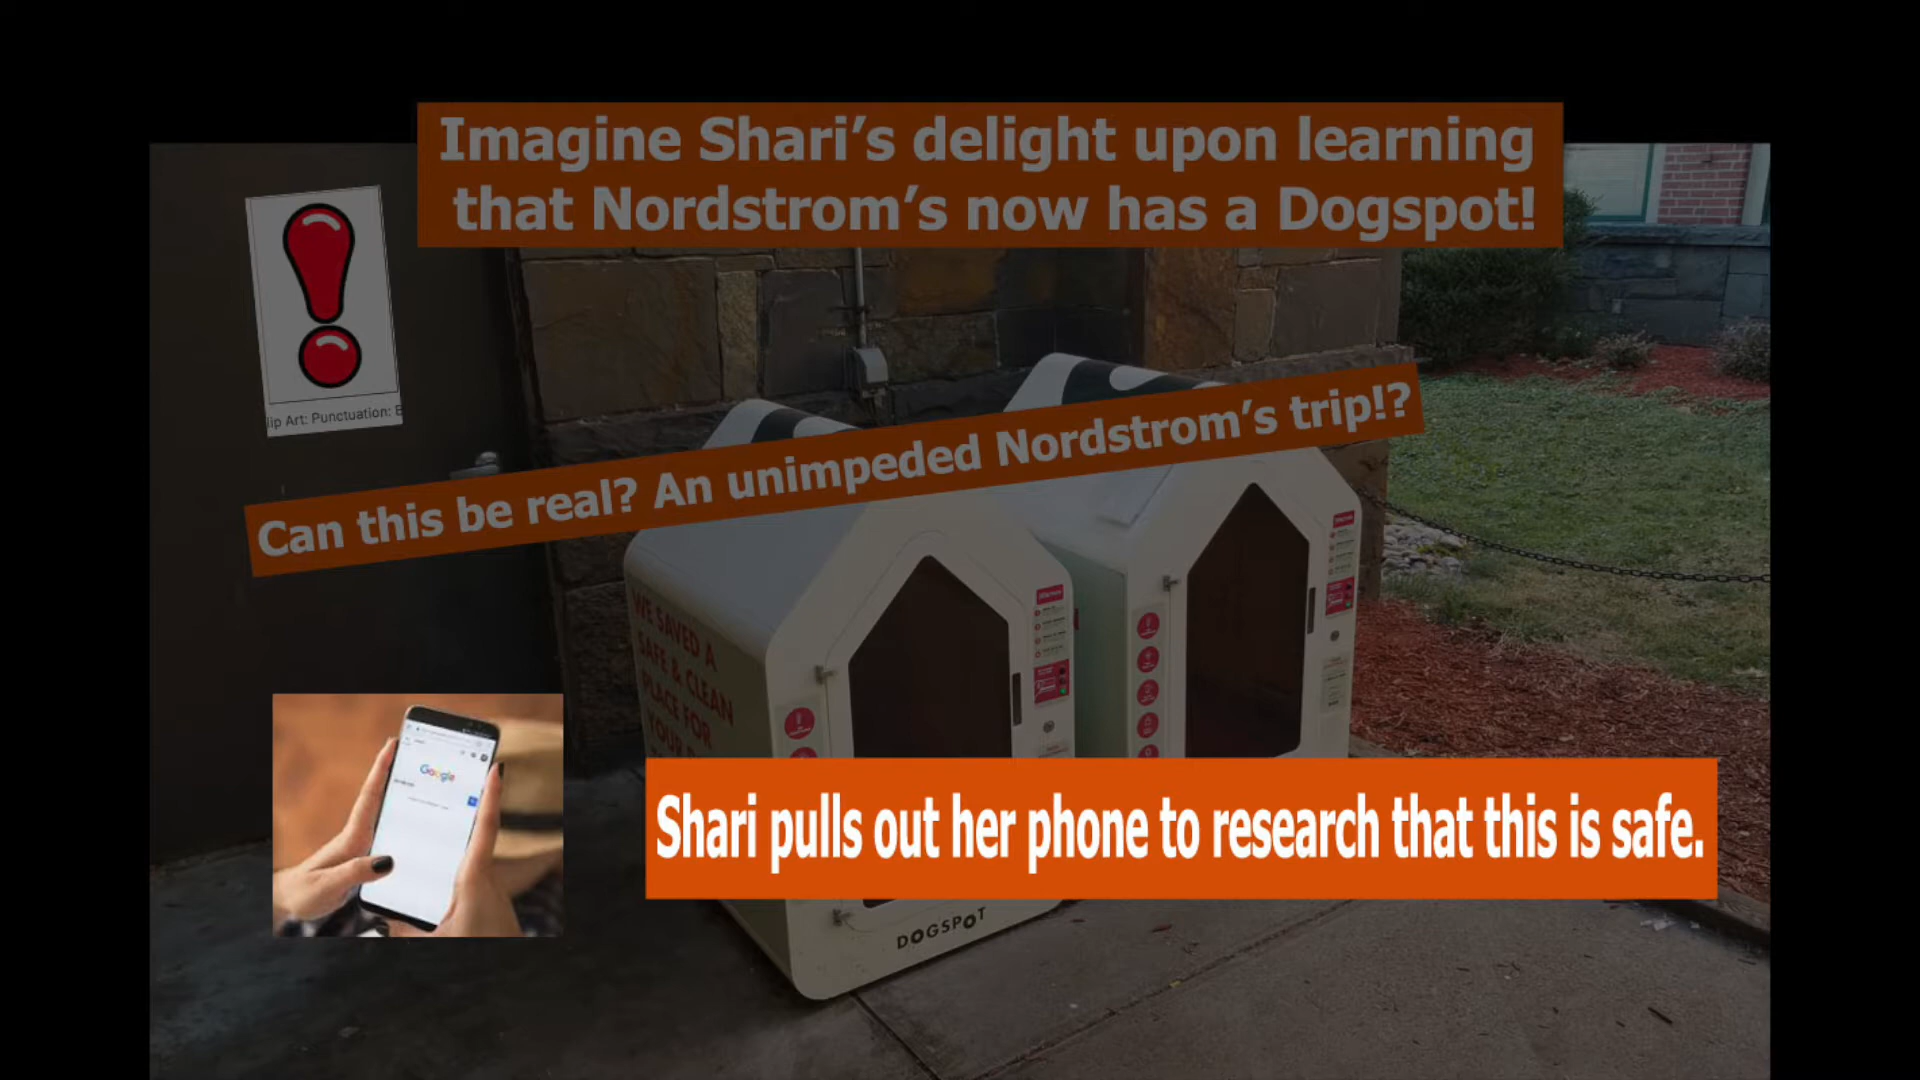 Imagine Shari’s delight upon learning
that Nordstrom’s now has a Dogspot!
lip Art: Punctuation: E
Can this be real? An unimpeded Nordstrom’s trip!?
WE SAVED A
SAFE & CLEAN
PLACE FOR
YOUR
Google
Shari pulls out her phone to research that this is safe.
DOGSPOT